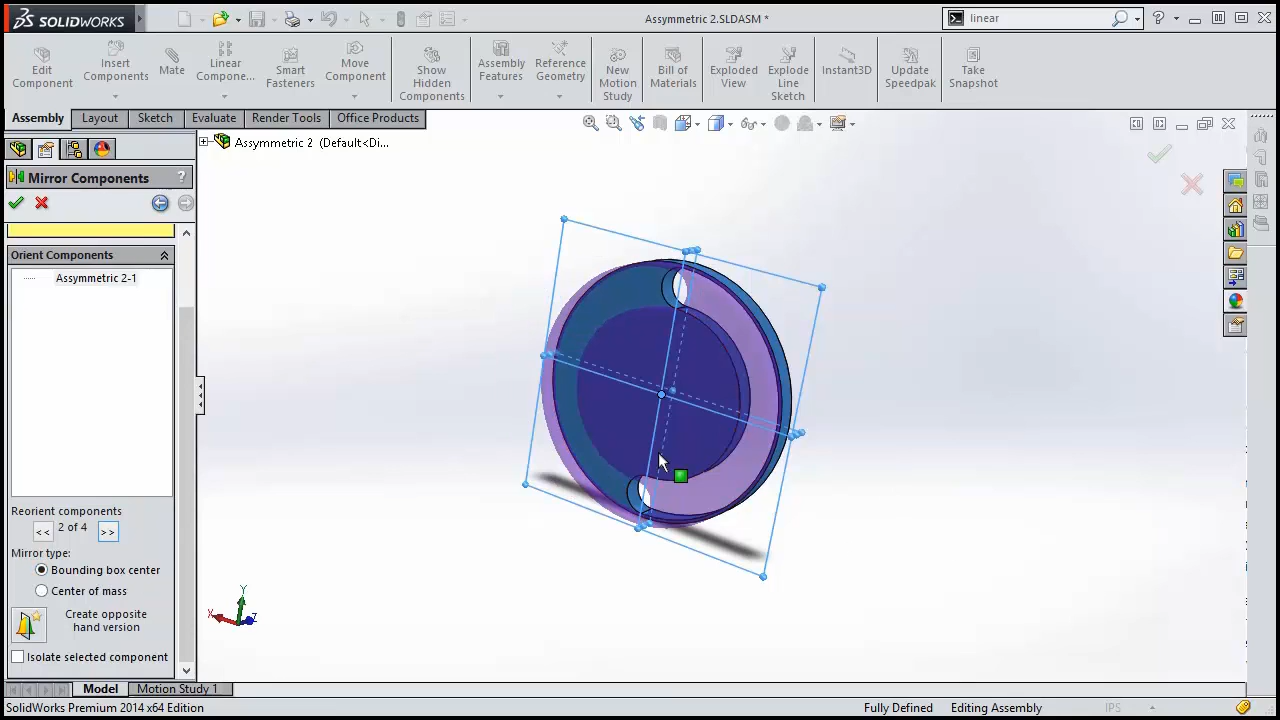 SOLIDWORKS
Assymmetric 2.SLDASM *
linear
Edit Component
Insert Components
Mate
Linear Compone...
Smart Fasteners
Move Component
Show Hidden Components
Assembly Features
Reference Geometry
New Motion Study
Bill of Materials
Exploded View
Explode Line Sketch
Instant3D
Update Speedpak
Take Snapshot
Assembly
Layout
Sketch
Evaluate
Render Tools
Office Products
Assymmetric 2 (Default<Di...
Mirror Components
?
Orient Components
Assymmetric 2-1
Reorient components
<< 2 of 4 >>
Mirror type:
Bounding box center
Center of mass
Create opposite
hand version
Isolate selected component
Y
X
Z
Model
Motion Study 1
SolidWorks Premium 2014 x64 Edition
Fully Defined
Editing Assembly
IPS